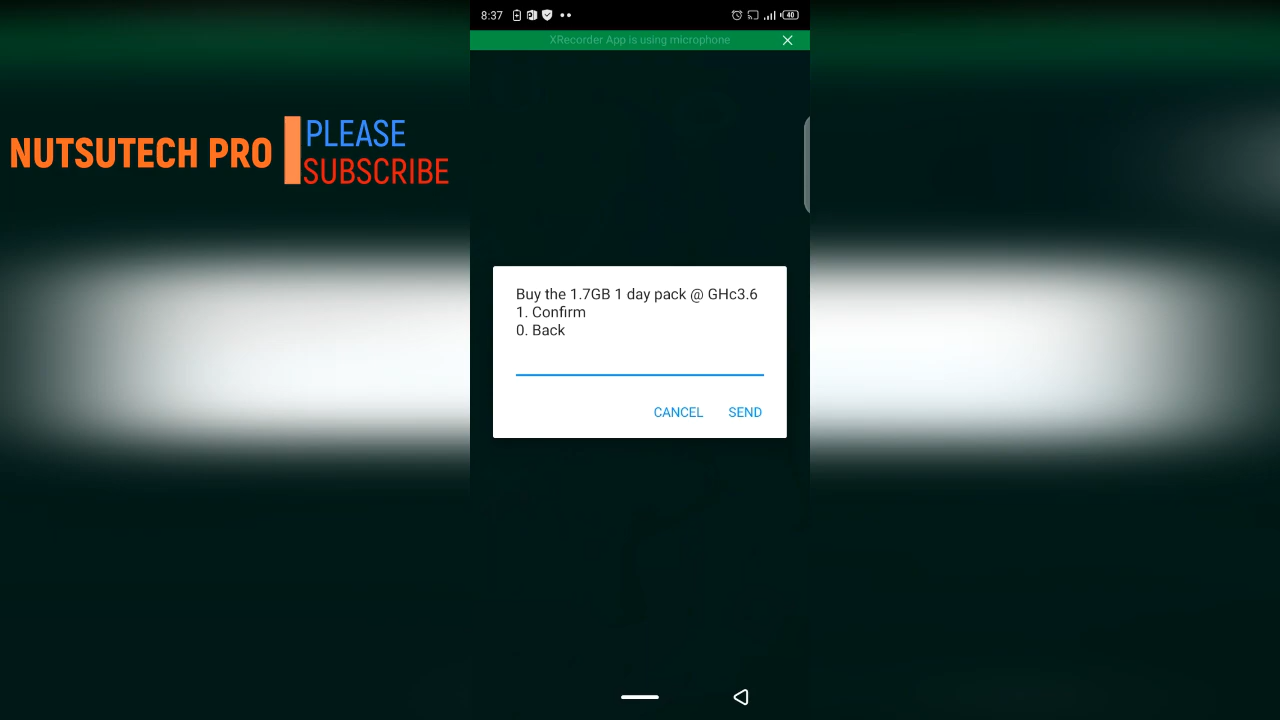 8:37
40
XRecorder App is using microphone
NUTSUTECH PRO
PLEASE
SUBSCRIBE
Buy the 1.7GB 1 day pack @ GHc3.6
1. Confirm
0. Back
CANCEL SEND